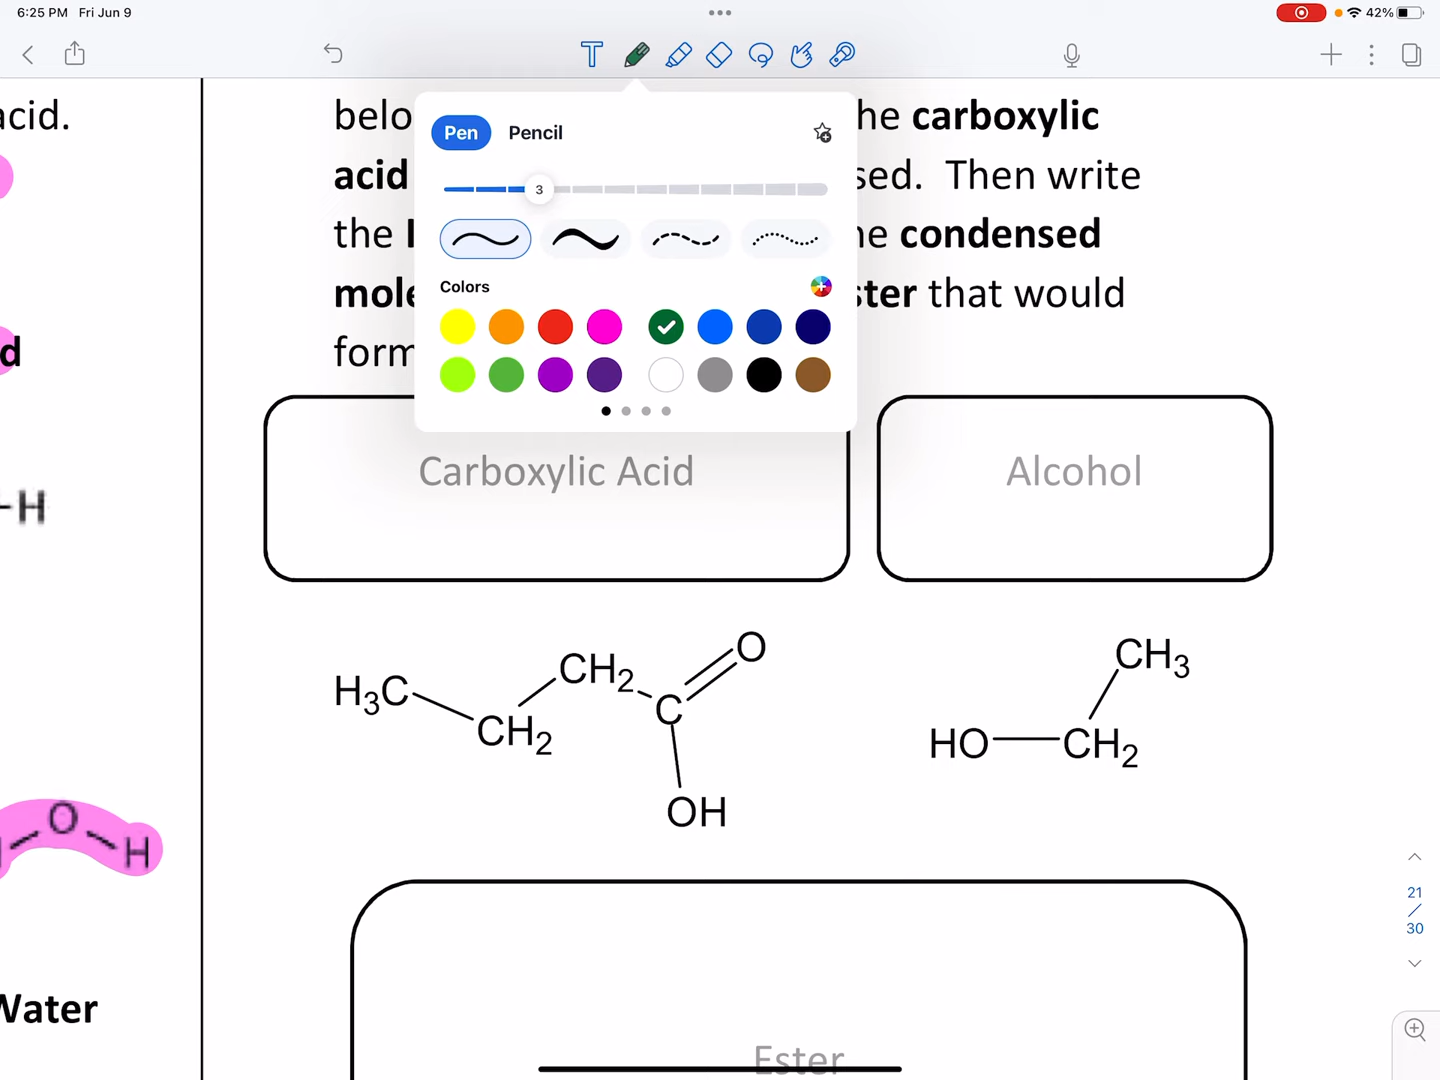 6:25 PM Fri Jun 9
42%
Pen Pencil
3
Colors
acid.
d
-H
O
H
Water
belo he carboxylic
acid sed. Then write
the he condensed
mole ster that would
form
Carboxylic Acid
Alcohol
H3C
CH2
CH2
C
O
OH
HO
CH2
CH3
Ester
21
/
30